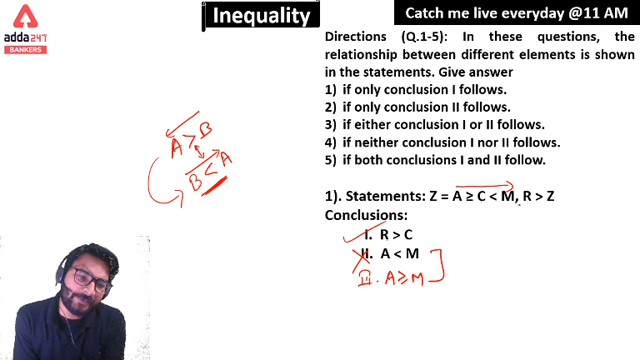 adda247
BANKERS
Inequality
Catch me live everyday @11 AM
Directions (Q.1-5): In these questions, the
relationship between different elements is shown
in the statements. Give answer
1) if only conclusion I follows.
2) if only conclusion II follows.
3) if either conclusion I or II follows.
4) if neither conclusion I nor II follows.
5) if both conclusions I and II follow.
A > B
B < A
1). Statements: Z = A ≥ C < M, R > Z
Conclusions:
I. R > C
II. A < M
III. A ≥ M